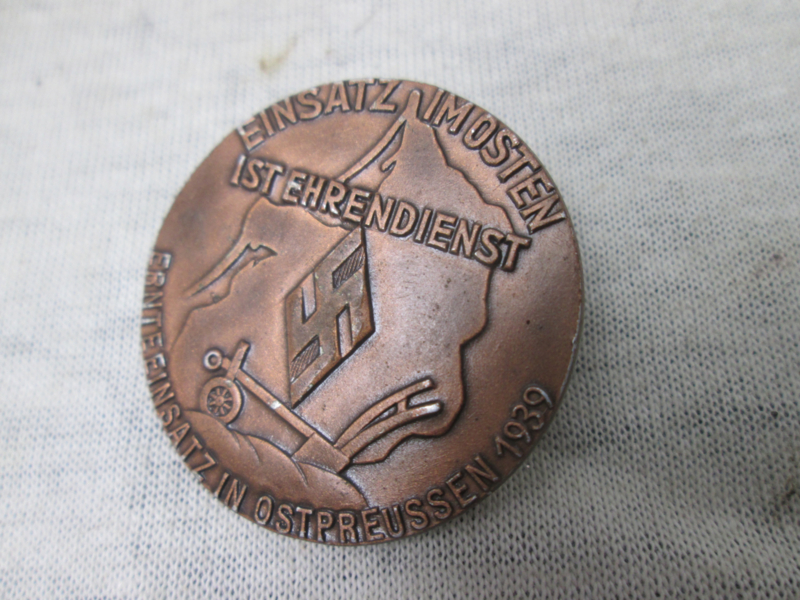 EINSATZ IM OSTEN
IST EHRENDIENST
ERNTEEINSATZ IN OSTPREUSSEN 1939